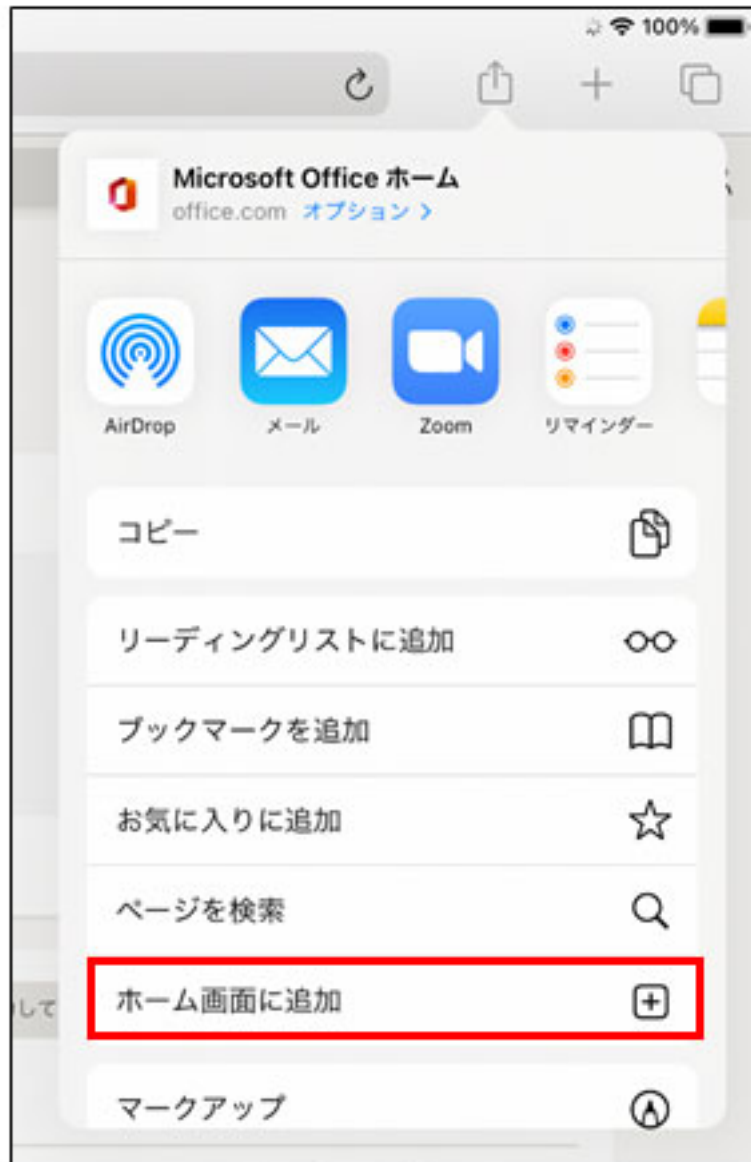 100%
Microsoft Office ホーム
office.com オプション >
AirDrop メール Zoom リマインダー
コピー
リーディングリストに追加
ブックマークを追加
お気に入りに追加
ページを検索
ホーム画面に追加
して
マークアップ